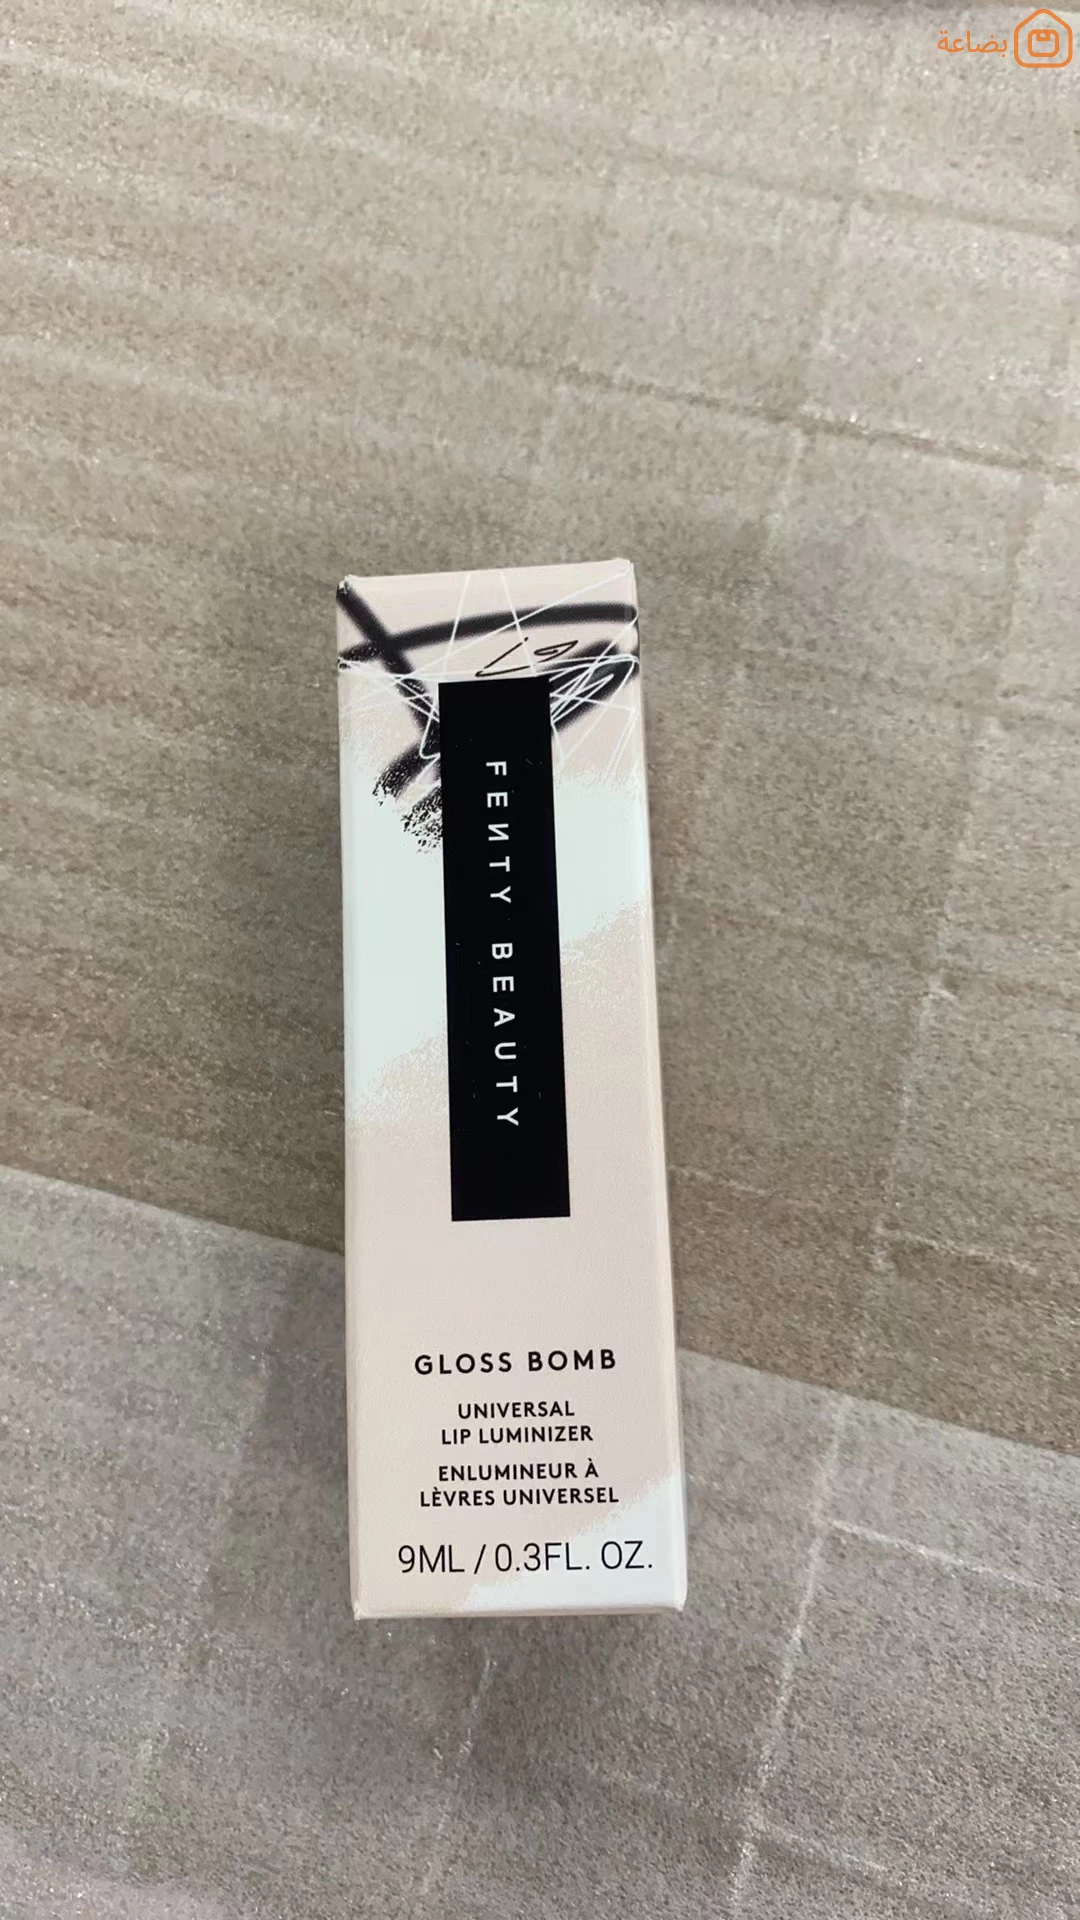 بضاعة
FENTY BEAUTY
GLOSS BOMB
UNIVERSAL
LIP LUMINIZER
ENLUMINEUR À
LÈVRES UNIVERSEL
9ML / 0.3FL. OZ.